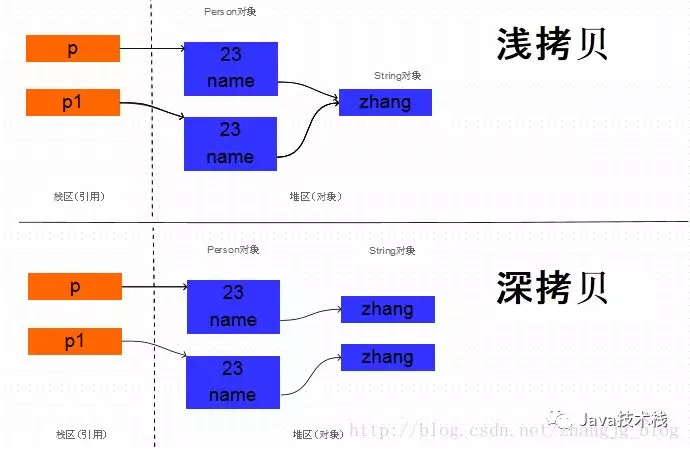 Person对象
浅拷贝
p
23
name
String对象
p1
zhang
23
name
栈区(引用)
堆区(对象)
Person对象
String对象
深拷贝
p
23
name
zhang
p1
zhang
23
name
Java技术栈
http://blog.csdn.net/zhangjg_blog
栈区(引用)
堆区(对象)